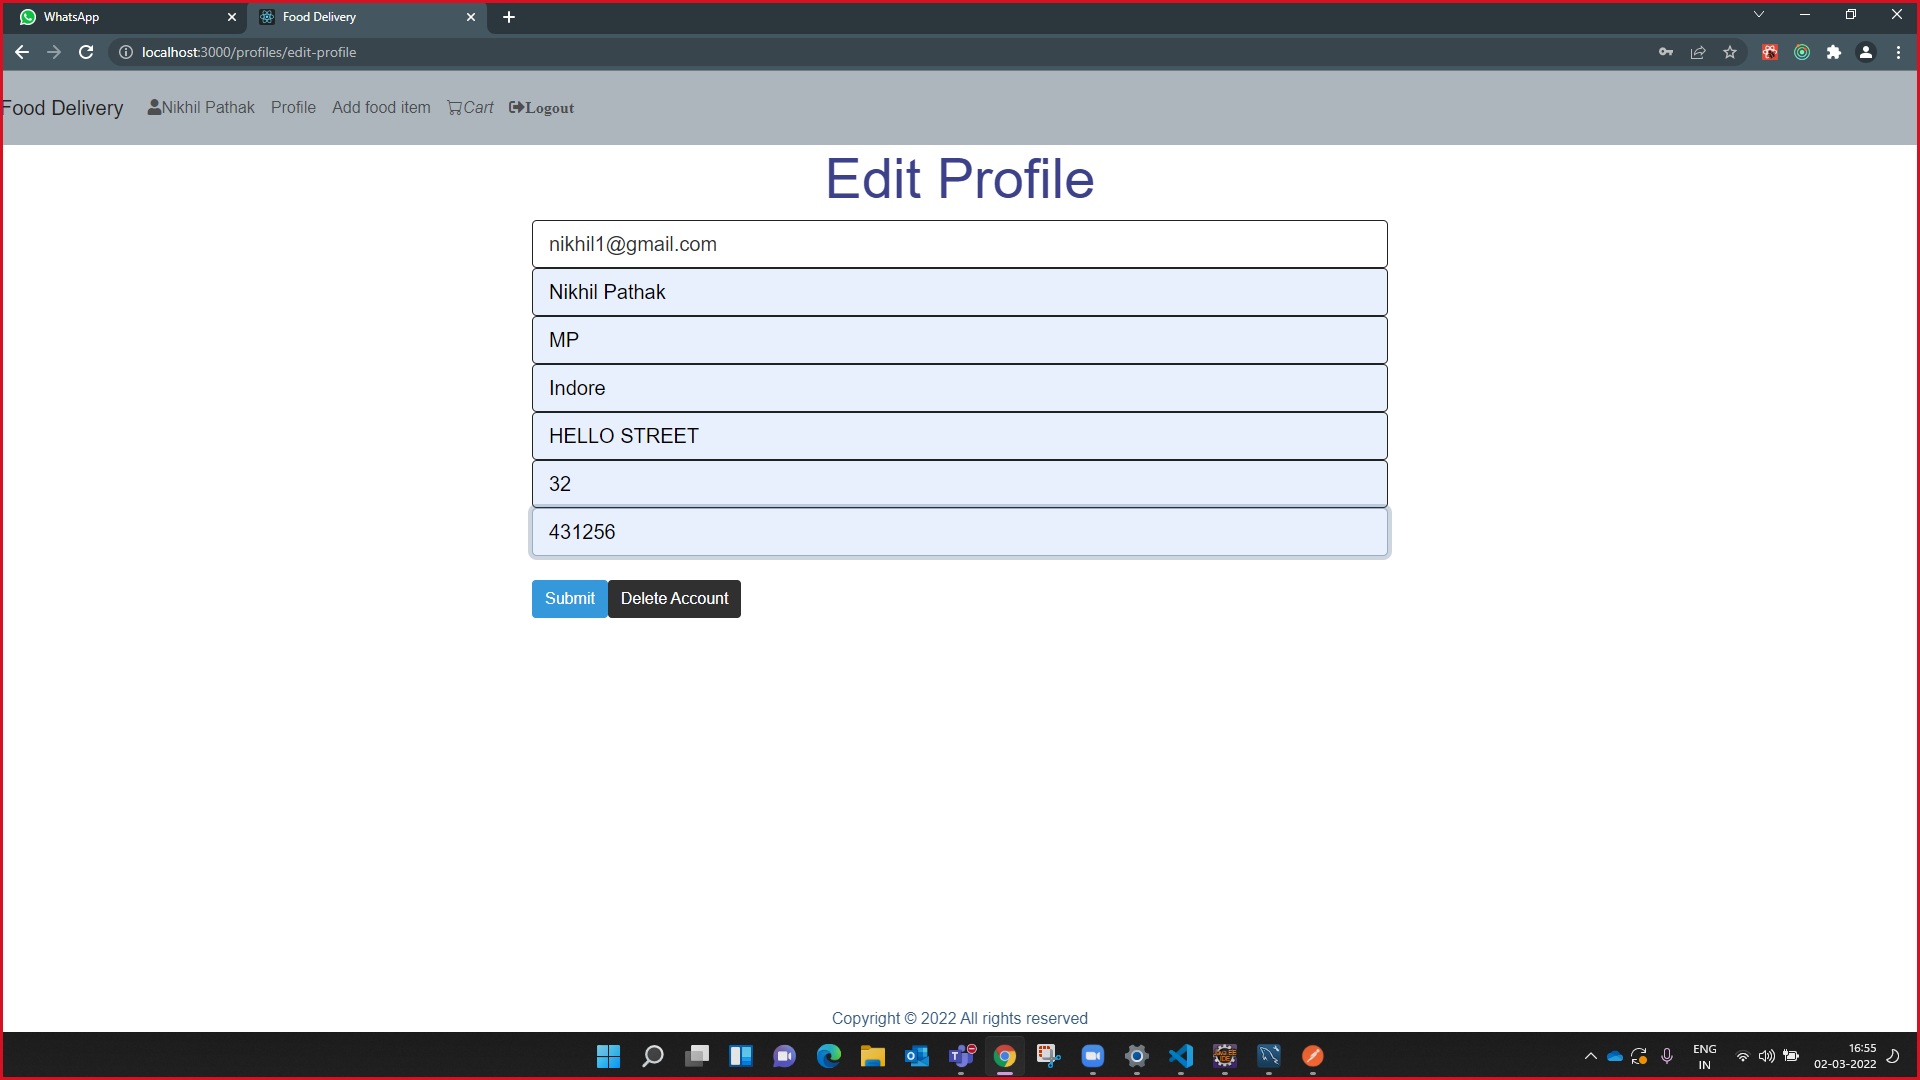 WhatsApp
Food Delivery
localhost:3000/profiles/edit-profile
Food Delivery Nikhil Pathak Profile Add food item Cart Logout
Edit Profile
nikhil1@gmail.com
Nikhil Pathak
MP
Indore
HELLO STREET
32
431256
Submit Delete Account
Copyright © 2022 All rights reserved
ENG
IN
16:55
02-03-2022